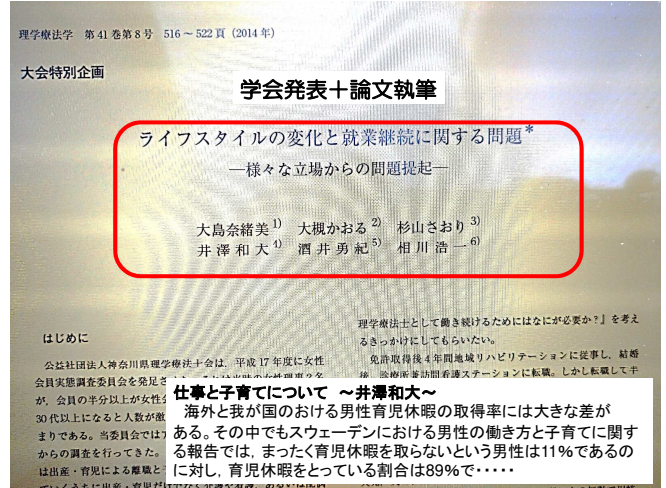 理学療法学 第41巻第8号 516～522頁（2014年）
大会特別企画
学会発表＋論文執筆
ライフスタイルの変化と就業継続に関する問題*
―様々な立場からの問題提起―
大島奈緒美1) 大槻かおる2) 杉山さおり3)
井澤和大4) 酒井勇紀5) 相川浩一6)
はじめに
公益社団法人神奈川県理学療法士会は，平成17年度に女性
会員実態調査委員会を発足さ
が，会員の半分以上が女性会
30代以上になると人数が激
まりである。当委員会では
からの調査を行ってきた。
は出産・育児による離職と
理学療法士として働き続けるためにはなにが必要か？』を考え
るきっかけにしてもらいたい。
免許取得後4年間地域リハビリテーションに従事し，結婚
後，診療所兼訪問看護ステーションに転職。しかし転職して半
仕事と子育てについて ～井澤和大～
海外と我が国のおける男性育児休暇の取得率には大きな差が
ある。その中でもスウェーデンにおける男性の働き方と子育てに関す
る報告では，まったく育児休暇を取らないという男性は11％であるの
に対し，育児休暇をとっている割合は89％で・・・・・